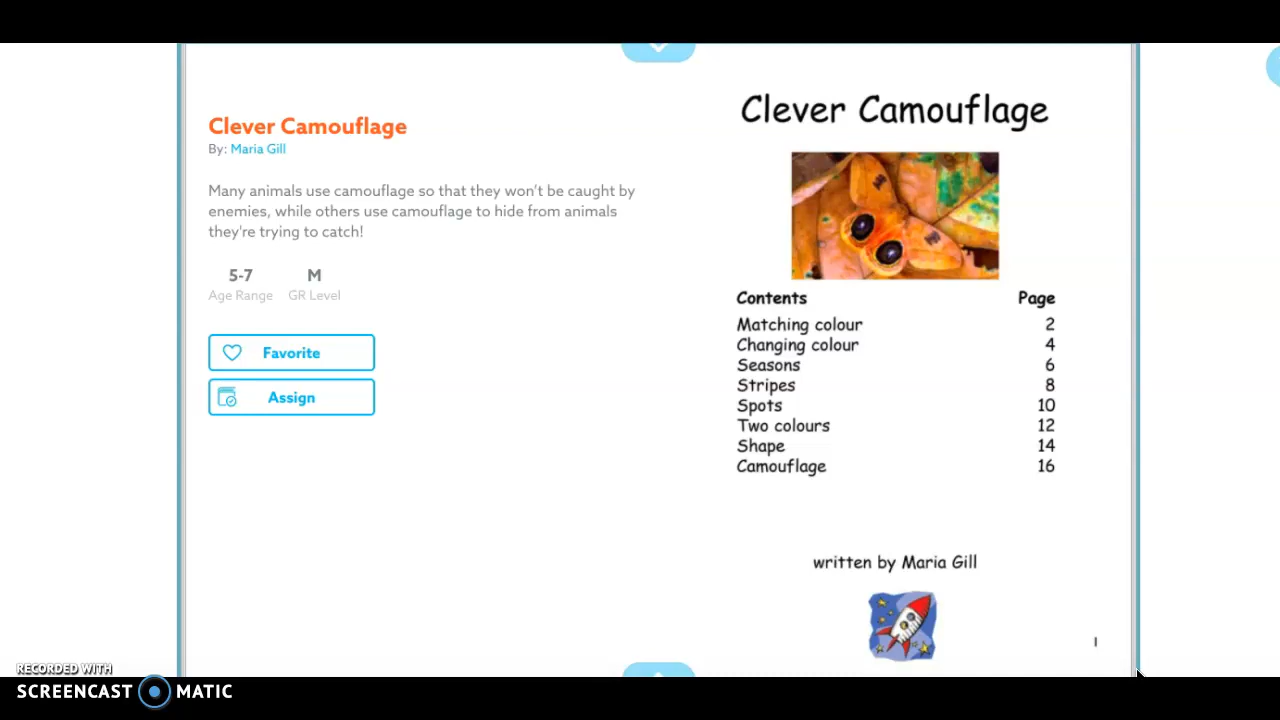 Clever Camouflage
By: Maria Gill
Many animals use camouflage so that they won't be caught by
enemies, while others use camouflage to hide from animals
they're trying to catch!
5-7 M
Age Range GR Level
Favorite
Assign
Clever Camouflage
Contents Page
Matching colour 2
Changing colour 4
Seasons 6
Stripes 8
Spots 10
Two colours 12
Shape 14
Camouflage 16
written by Maria Gill
1
RECORDED WITH
SCREENCAST MATIC